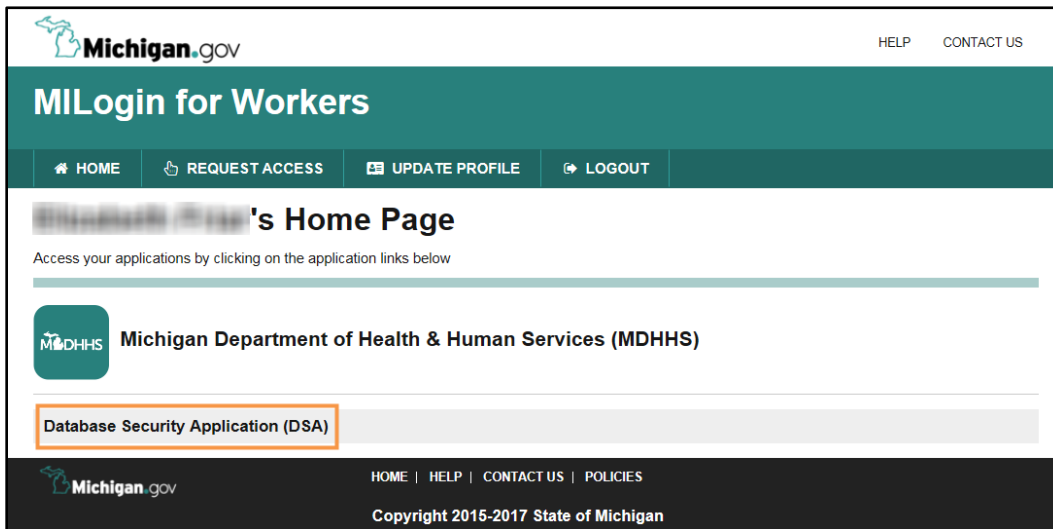 Michigan.gov
HELP CONTACT US
MILogin for Workers
HOME REQUEST ACCESS UPDATE PROFILE LOGOUT
's Home Page
Access your applications by clicking on the application links below
MDHHS
Michigan Department of Health & Human Services (MDHHS)
Database Security Application (DSA)
Michigan.gov
HOME | HELP | CONTACT US | POLICIES
Copyright 2015-2017 State of Michigan